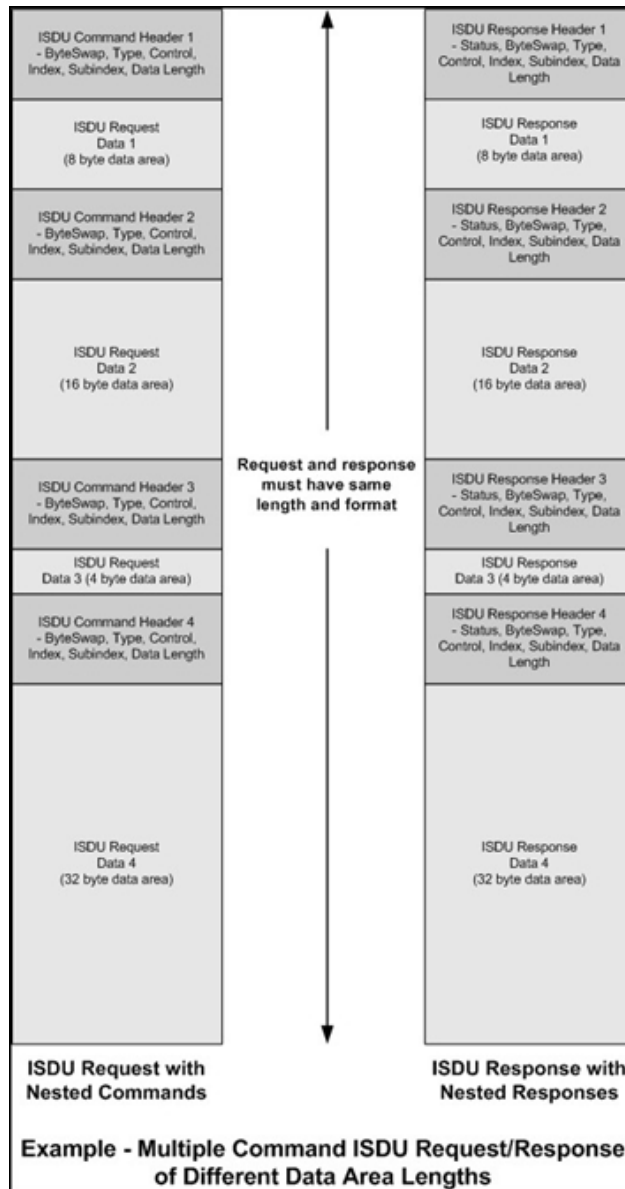 ISDU Command Header 1
- ByteSwap, Type, Control,
Index, Subindex, Data Length
ISDU Request
Data 1
(8 byte data area)
ISDU Command Header 2
- ByteSwap, Type, Control,
Index, Subindex, Data Length
ISDU Request
Data 2
(16 byte data area)
ISDU Command Header 3
- ByteSwap, Type, Control,
Index, Subindex, Data Length
ISDU Request
Data 3 (4 byte data area)
ISDU Command Header 4
- ByteSwap, Type, Control,
Index, Subindex, Data Length
ISDU Request
Data 4
(32 byte data area)
ISDU Request with
Nested Commands
Request and response
must have same
length and format
ISDU Response Header 1
- Status, ByteSwap, Type,
Control, Index, Subindex, Data
Length
ISDU Response
Data 1
(8 byte data area)
ISDU Response Header 2
- Status, ByteSwap, Type,
Control, Index, Subindex, Data
Length
ISDU Response
Data 2
(16 byte data area)
ISDU Response Header 3
- Status, ByteSwap, Type,
Control, Index, Subindex, Data
Length
ISDU Response
Data 3 (4 byte data area)
ISDU Response Header 4
- Status, ByteSwap, Type,
Control, Index, Subindex, Data
Length
ISDU Response
Data 4
(32 byte data area)
ISDU Response with
Nested Responses
Example - Multiple Command ISDU Request/Response
of Different Data Area Lengths